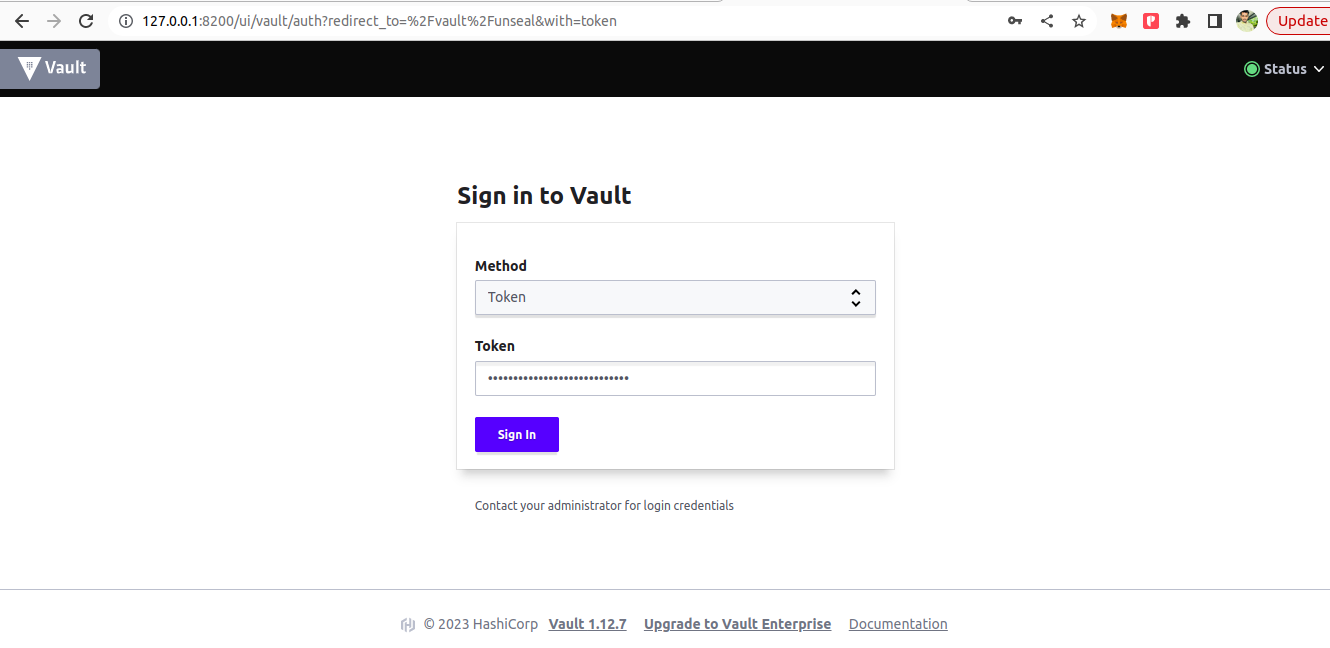 127.0.0.1:8200/ui/vault/auth?redirect_to=%2Fvault%2Funseal&with=token
Update
Vault
Status
Sign in to Vault
Method
Token
Token
••••••••••••••••••••••••••••
Sign In
Contact your administrator for login credentials
© 2023 HashiCorp Vault 1.12.7 Upgrade to Vault Enterprise Documentation